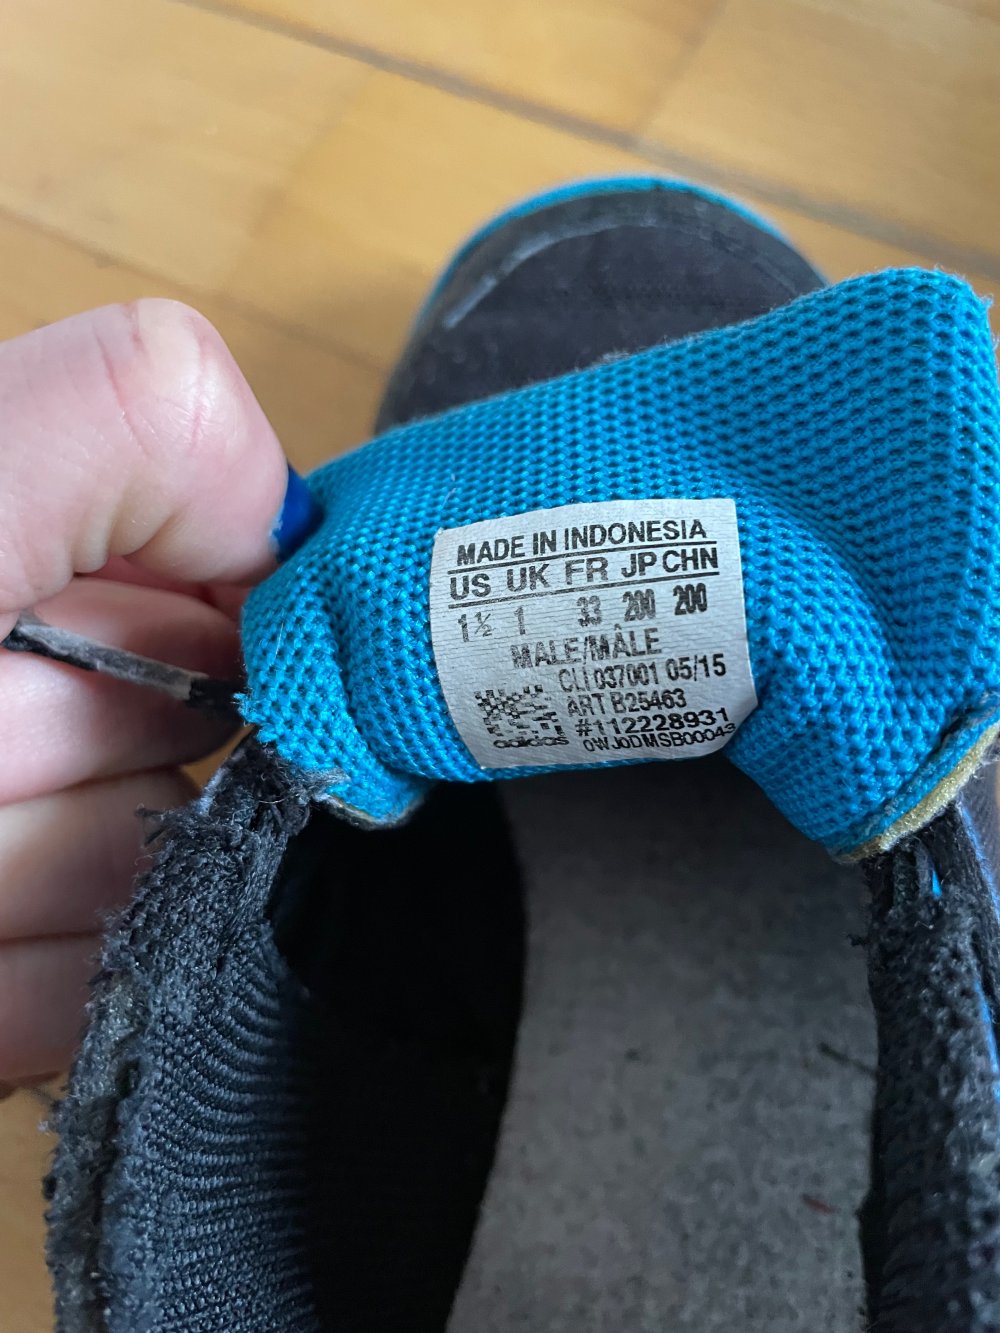 MADE IN INDONESIA
US UK FR JP CHN
1½ 1 33 200 200
MALE/MÂLE
CLI 037001 05/15
ART B25463
#112228931
adidas 0WJ0DMSB00043